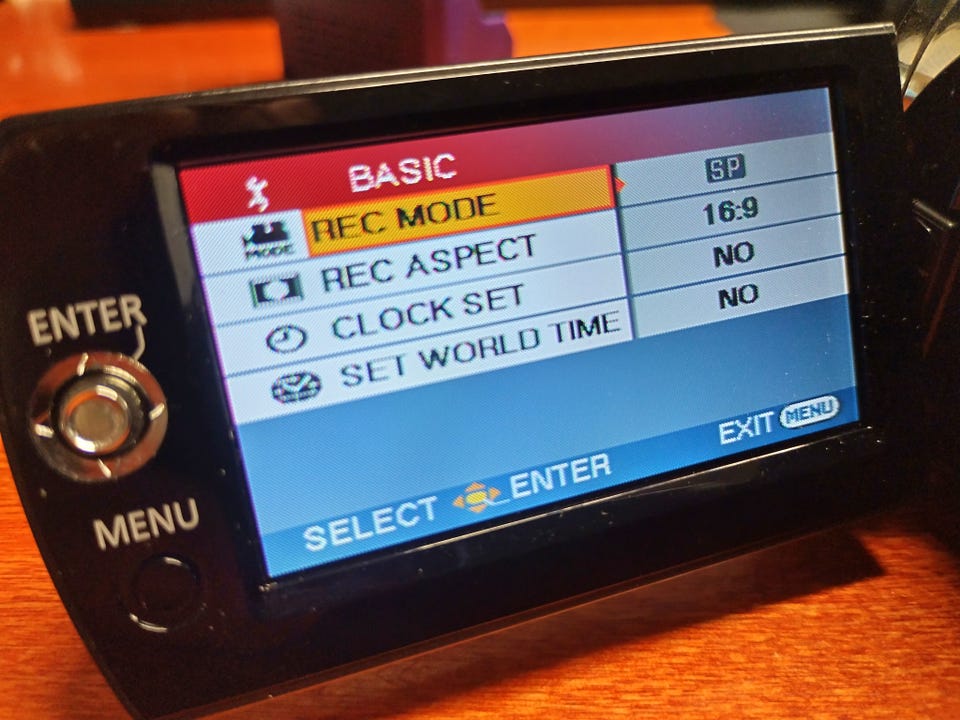 BASIC
MODE REC MODE SP
REC ASPECT 16:9
CLOCK SET NO
SET WORLD TIME NO
SELECT ENTER EXIT MENU
ENTER
MENU